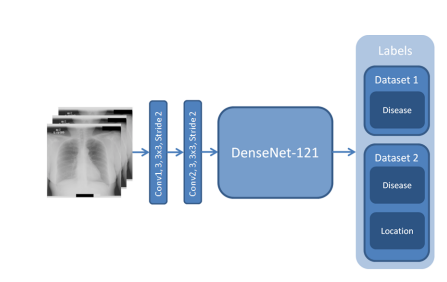 Conv1, 3, 3x3, Stride 2
Conv2, 3, 3x3, Stride 2
DenseNet-121
Labels
Dataset 1
Disease
Dataset 2
Disease
Location